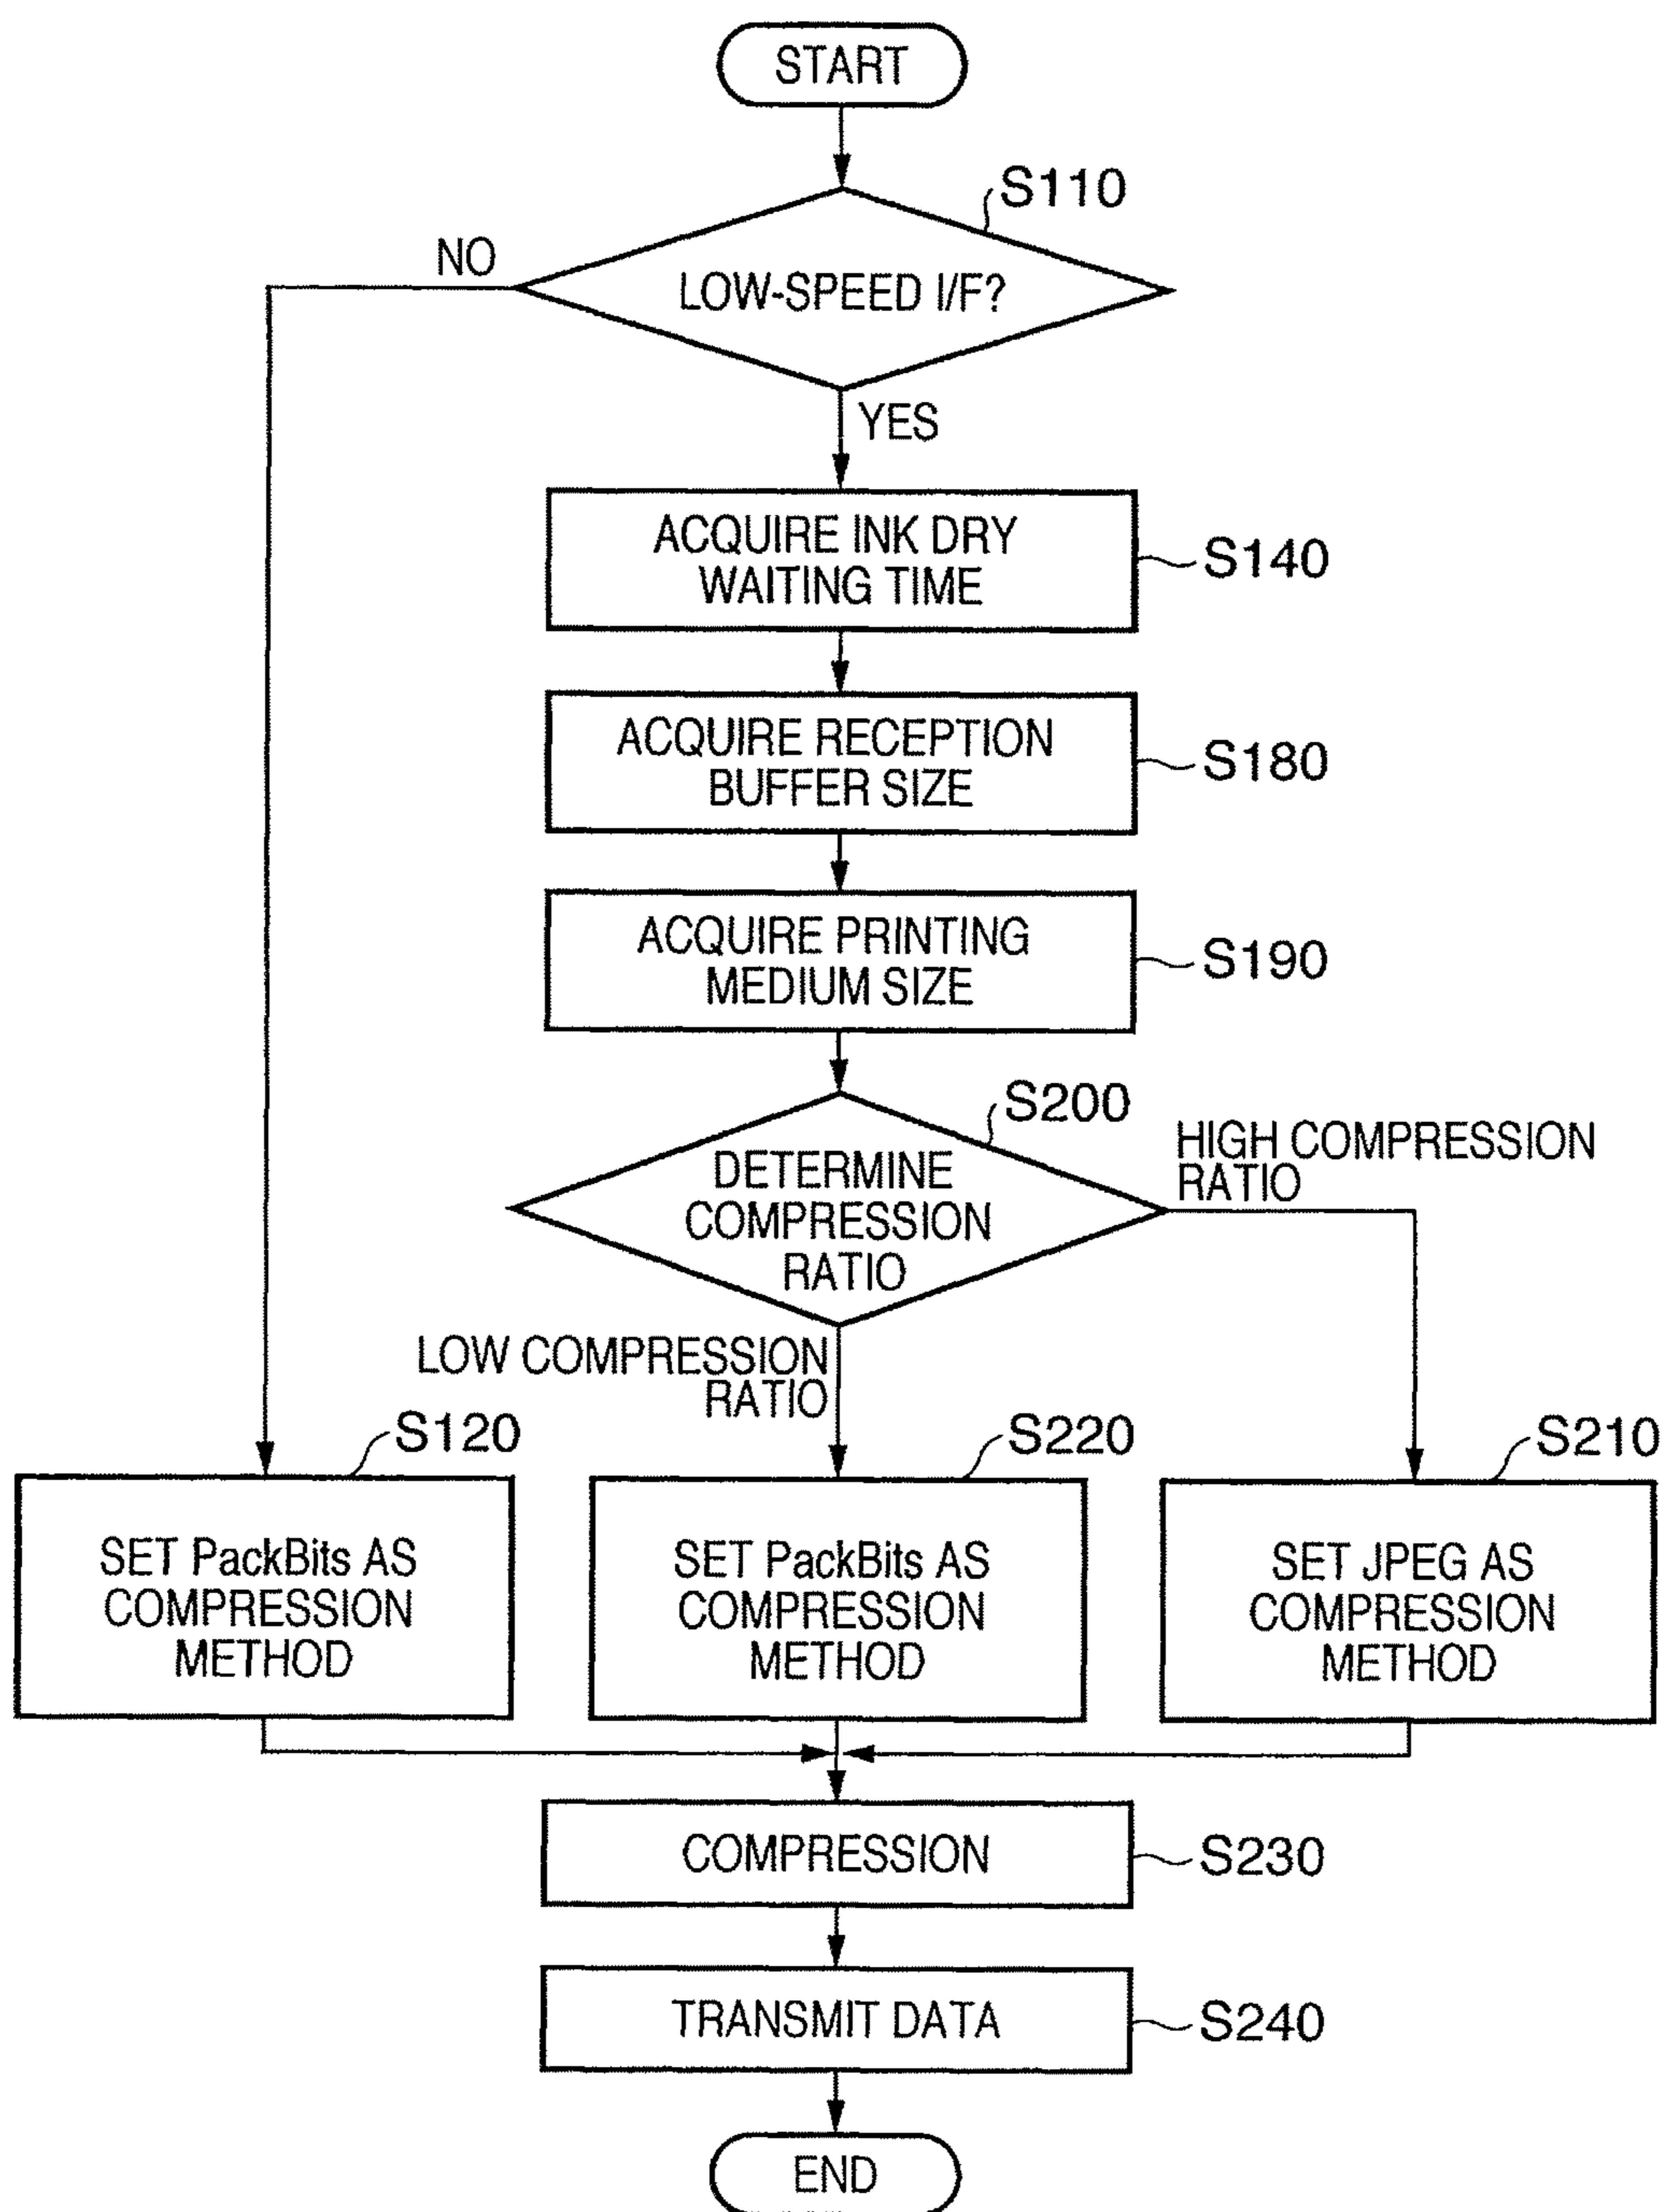 START
S110
NO
LOW-SPEED I/F?
YES
ACQUIRE INK DRY
WAITING TIME
S140
ACQUIRE RECEPTION
BUFFER SIZE
S180
ACQUIRE PRINTING
MEDIUM SIZE
S190
S200
DETERMINE
COMPRESSION
RATIO
HIGH COMPRESSION
RATIO
LOW COMPRESSION
RATIO
S120
SET PackBits AS
COMPRESSION
METHOD
S220
SET PackBits AS
COMPRESSION
METHOD
S210
SET JPEG AS
COMPRESSION
METHOD
COMPRESSION
S230
TRANSMIT DATA
S240
END